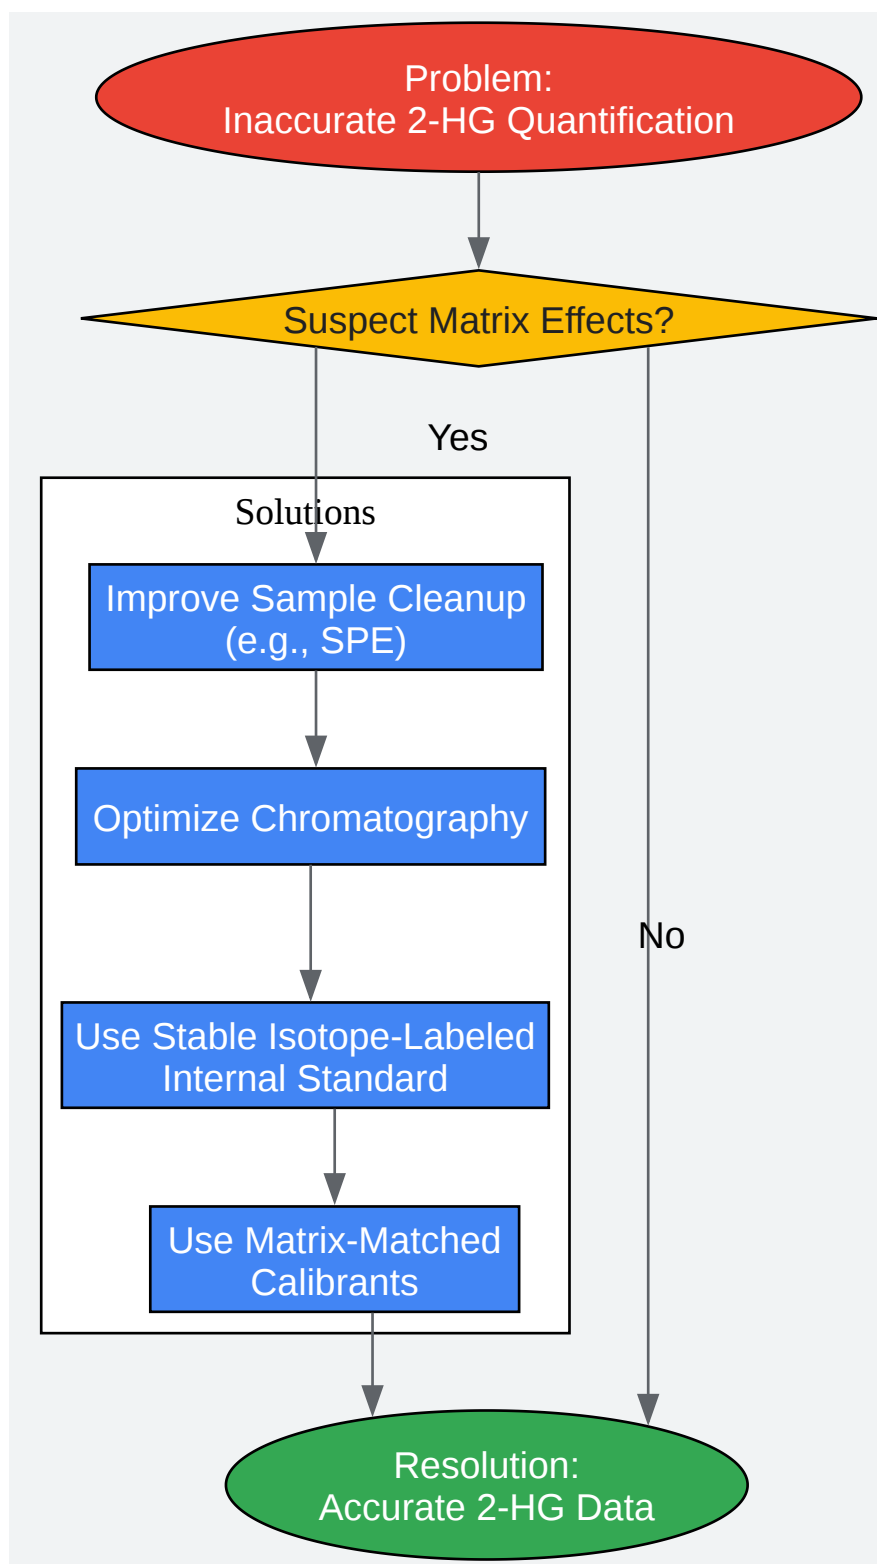 Problem:
Inaccurate 2-HG Quantification
Suspect Matrix Effects?
Yes
Solutions
Improve Sample Cleanup
(e.g., SPE)
Optimize Chromatography
No
Use Stable Isotope-Labeled
Internal Standard
Use Matrix-Matched
Calibrants
Resolution:
Accurate 2-HG Data